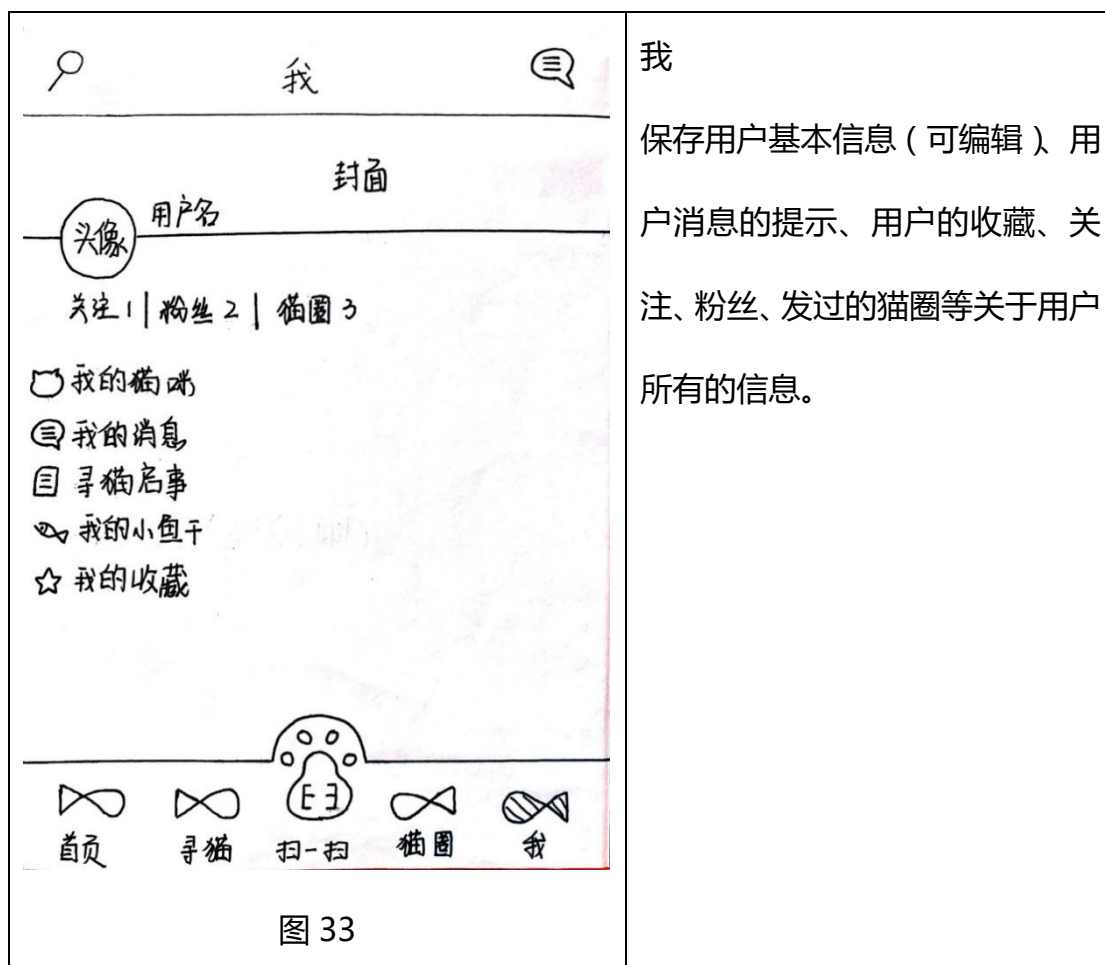 我
封面
用户名
头像
关注1|粉丝2|猫圈3
我的猫咪
我的消息
寻猫启事
我的小鱼干
我的收藏
首页 寻猫 扫一扫 猫圈 我
图 33
我
保存用户基本信息（可编辑）、用
户消息的提示、用户的收藏、关
注、粉丝、发过的猫圈等关于用户
所有的信息。